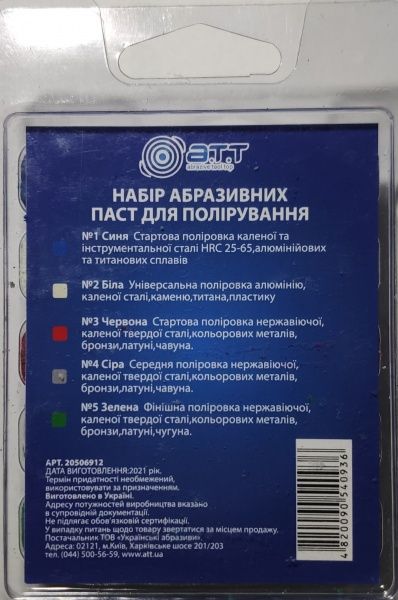 a.T.T
abrasive tool top
НАБІР АБРАЗИВНИХ
ПАСТ ДЛЯ ПОЛІРУВАННЯ
№1 Синя Стартова поліровка каленої та
інструментальної сталі HRC 25-65,алюмінійових
та титанових сплавів
№2 Біла Універсальна поліровка алюмінію,
каленої сталі,каменю,титана,пластику
№3 Червона Стартова поліровка нержавіючої,
каленої твердої сталі,кольорових металів,
бронзи,латуні,чавуна.
№4 Сіра Середня поліровка нержавіючої,
каленої твердої сталі,кольорових металів,
бронзи,латуні,чавуна.
№5 Зелена Фінішна поліровка нержавіючої,
каленої твердої сталі,кольорових металів,
бронзи,латуні,чугуна.
АРТ. 20506912
ДАТА ВИГОТОВЛЕННЯ:2021 рік.
Термін придатності необмежений,
використовувати за призначенням.
Виготовлено в Україні.
Адресу потужностей виробництва вказано
в супровідній документації.
Не підлягає обов'язковій сертифікації.
У випадку питань щодо товару звертатися за місцем продажу.
Постачальник ТОВ «Українські абразиви»
Адреса: 02121, м.Київ, Харківське шосе 201/203
тел. (044) 500-56-59, www.att.ua
4820090540936